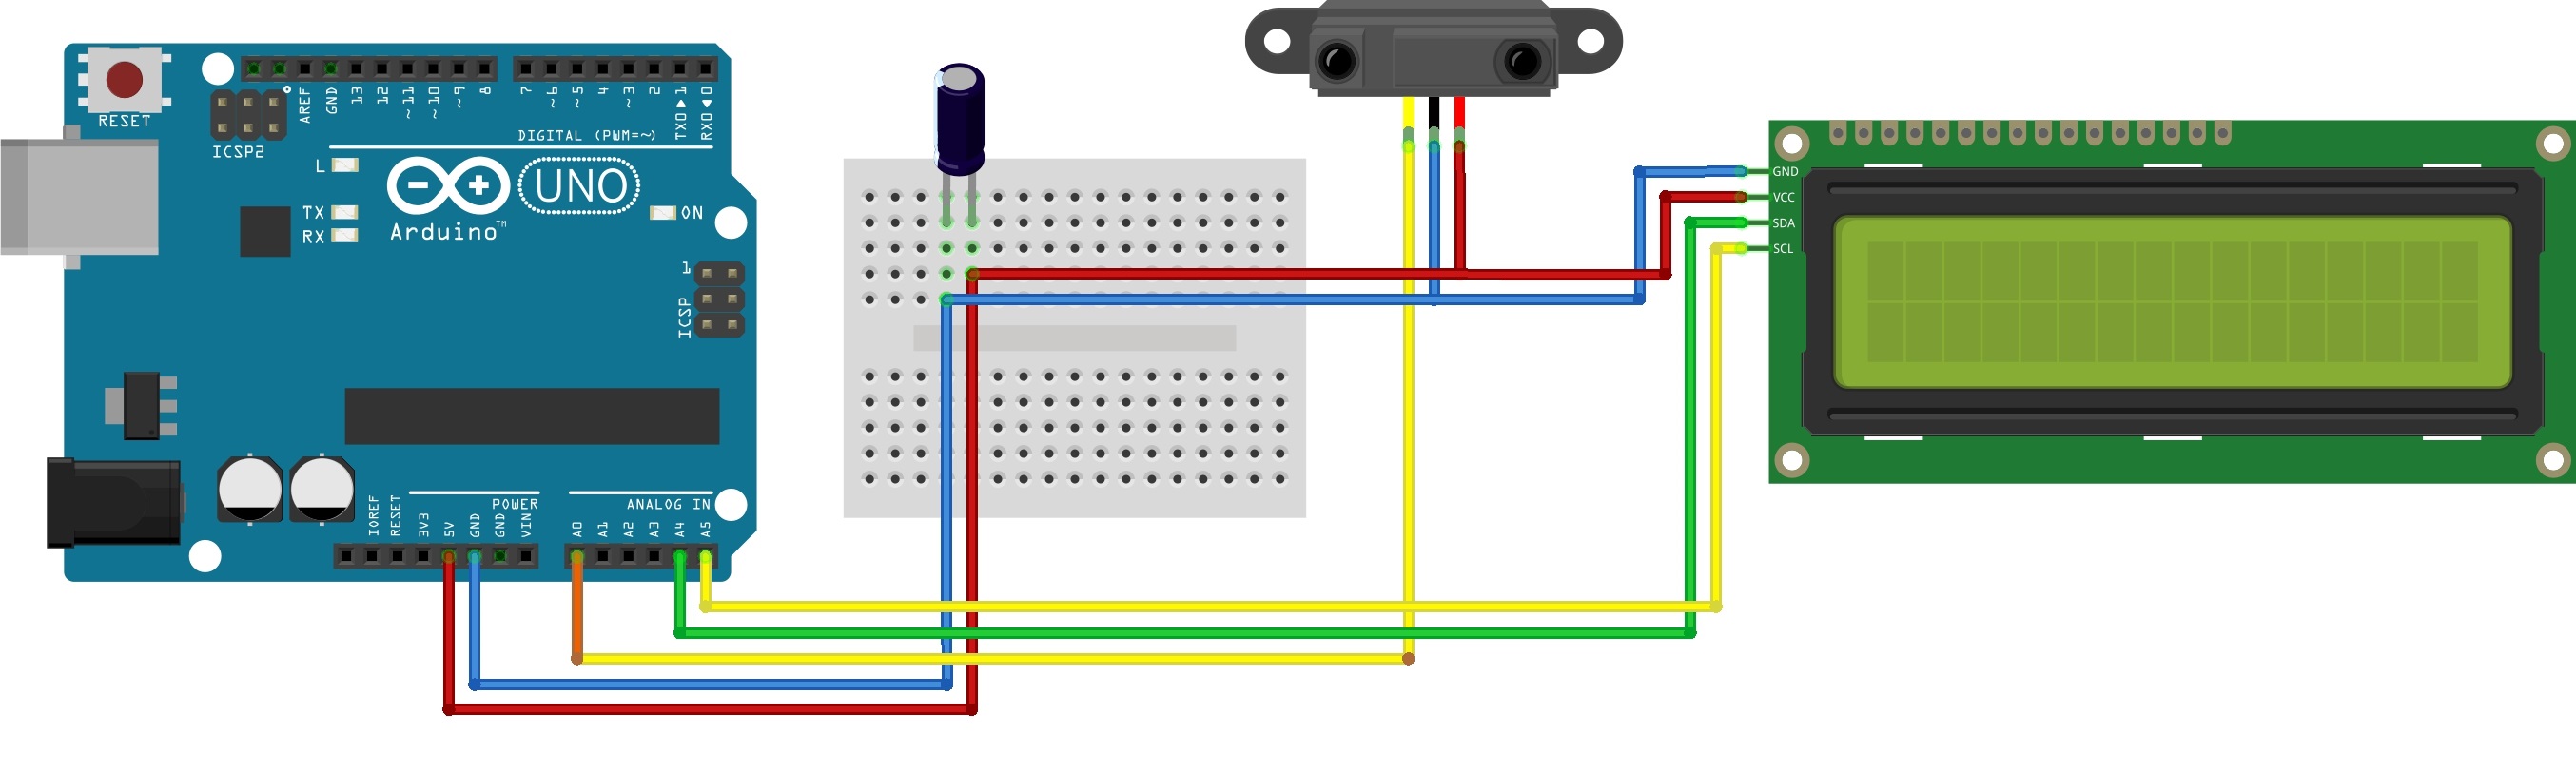 RESET
ICSP2
AREF
GND
13
12
~11
~10
~9
8
7
~6
~5
4
~3
2
TX0▶1
RX0◀0
DIGITAL (PWM=~)
L
TX
RX
Arduino™
UNO
ON
1
ICSP
POWER
ANALOG IN
IOREF
RESET
3V3
5V
GND
GND
VIN
A0
A1
A2
A3
A4
A5
GND
VCC
SDA
SCL